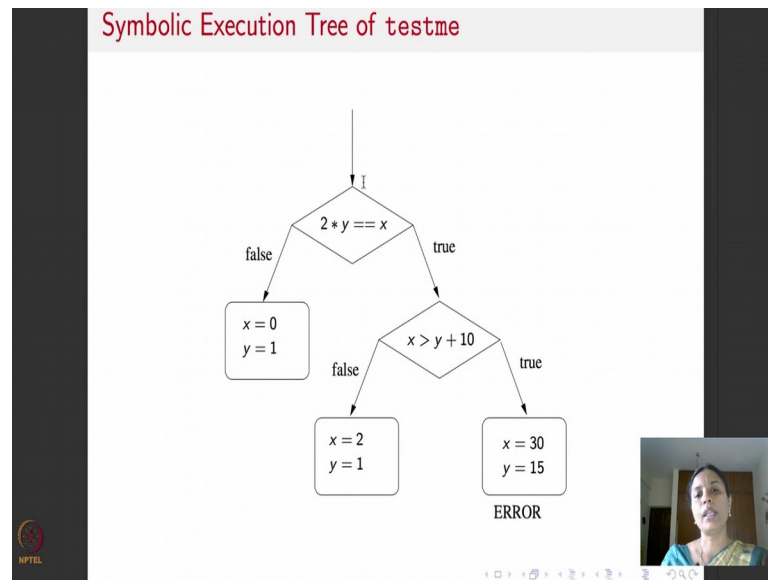 Symbolic Execution Tree of testme
2 * y == x
false
true
x = 0
y = 1
x > y + 10
false
true
x = 2
y = 1
x = 30
y = 15
ERROR
NPTEL